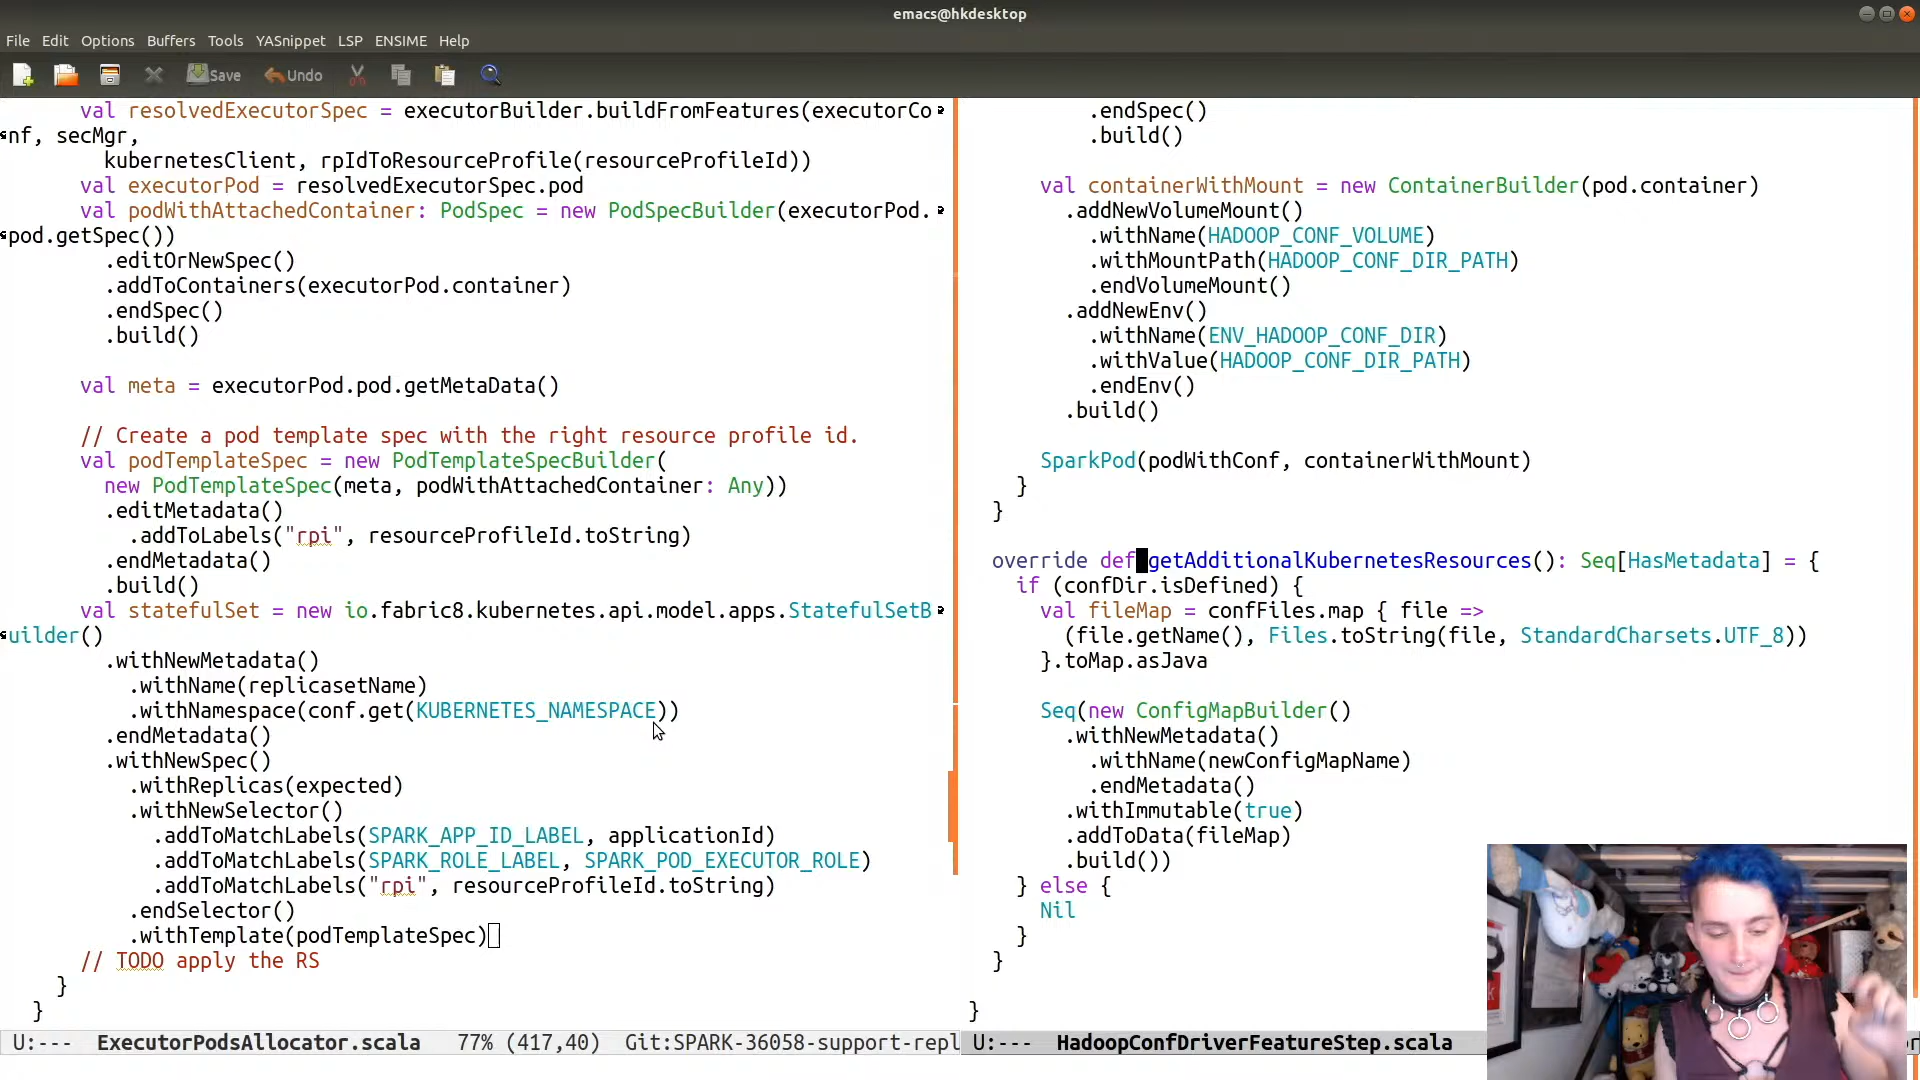 emacs@hkdesktop
File Edit Options Buffers Tools YASnippet LSP ENSIME Help
Save Undo
val resolvedExecutorSpec = executorBuilder.buildFromFeatures(executorCo
nf, secMgr,
kubernetesClient, rpIdToResourceProfile(resourceProfileId))
val executorPod = resolvedExecutorSpec.pod
val podWithAttachedContainer: PodSpec = new PodSpecBuilder(executorPod.
pod.getSpec())
.editOrNewSpec()
.addToContainers(executorPod.container)
.endSpec()
.build()
val meta = executorPod.pod.getMetaData()
// Create a pod template spec with the right resource profile id.
val podTemplateSpec = new PodTemplateSpecBuilder(
new PodTemplateSpec(meta, podWithAttachedContainer: Any))
.editMetadata()
.addToLabels("rpi", resourceProfileId.toString)
.endMetadata()
.build()
val statefulSet = new io.fabric8.kubernetes.api.model.apps.StatefulSetB
uilder()
.withNewMetadata()
.withName(replicasetName)
.withNamespace(conf.get(KUBERNETES_NAMESPACE))
.endMetadata()
.withNewSpec()
.withReplicas(expected)
.withNewSelector()
.addToMatchLabels(SPARK_APP_ID_LABEL, applicationId)
.addToMatchLabels(SPARK_ROLE_LABEL, SPARK_POD_EXECUTOR_ROLE)
.addToMatchLabels("rpi", resourceProfileId.toString)
.endSelector()
.withTemplate(podTemplateSpec)
// TODO apply the RS
}
}
U:--- ExecutorPodsAllocator.scala 77% (417,40) Git:SPARK-36058-support-repl
.endSpec()
.build()
val containerWithMount = new ContainerBuilder(pod.container)
.addNewVolumeMount()
.withName(HADOOP_CONF_VOLUME)
.withMountPath(HADOOP_CONF_DIR_PATH)
.endVolumeMount()
.addNewEnv()
.withName(ENV_HADOOP_CONF_DIR)
.withValue(HADOOP_CONF_DIR_PATH)
.endEnv()
.build()
SparkPod(podWithConf, containerWithMount)
}
}
override def getAdditionalKubernetesResources(): Seq[HasMetadata] = {
if (confDir.isDefined) {
val fileMap = confFiles.map { file =>
(file.getName(), Files.toString(file, StandardCharsets.UTF_8))
}.toMap.asJava
Seq(new ConfigMapBuilder()
.withNewMetadata()
.withName(newConfigMapName)
.endMetadata()
.withImmutable(true)
.addToData(fileMap)
.build())
} else {
Nil
}
}
}
U:--- HadoopConfDriverFeatureStep.scala